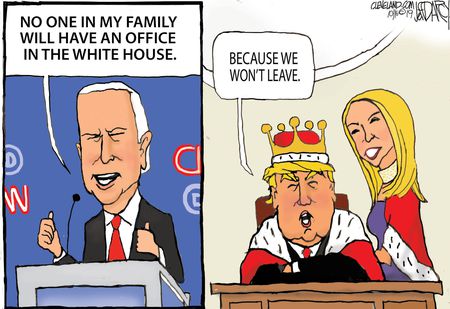 NO ONE IN MY FAMILY
WILL HAVE AN OFFICE
IN THE WHITE HOUSE.
CLEVELAND.COM
BECAUSE WE
WON'T LEAVE.